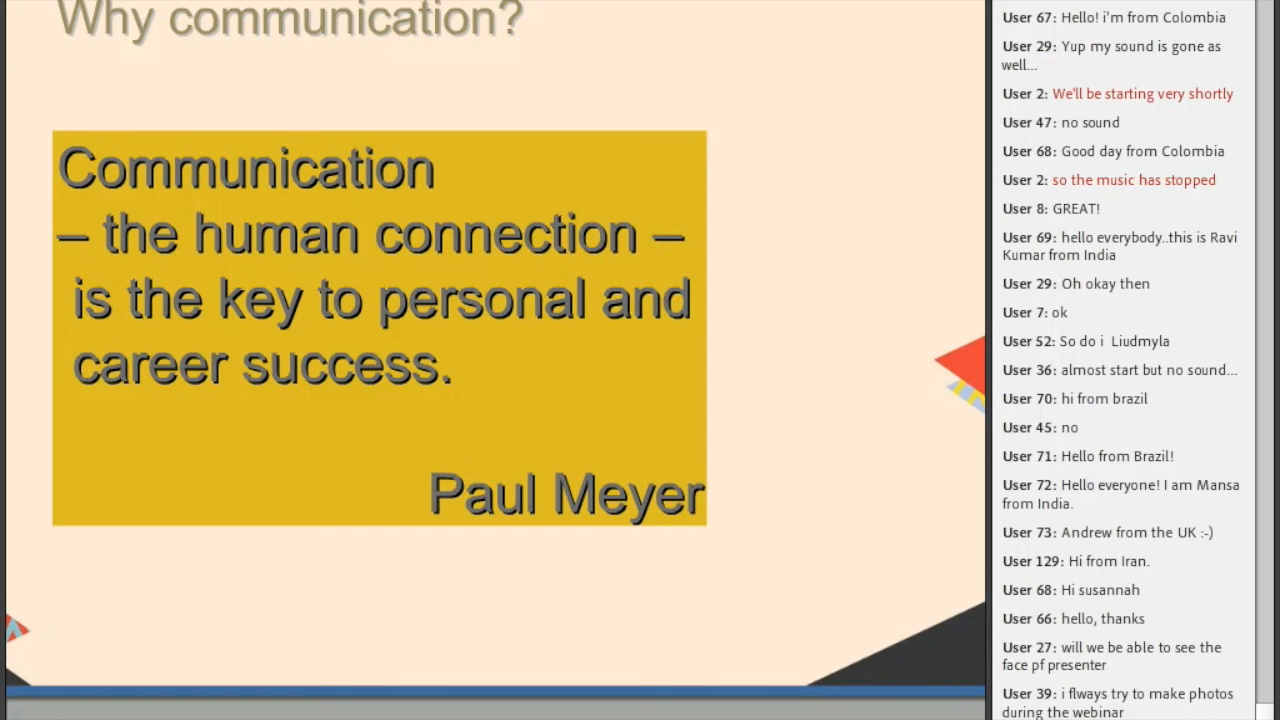 Why communication?
Communication
– the human connection –
is the key to personal and
career success.
Paul Meyer
User 67: Hello! i'm from Colombia
User 29: Yup my sound is gone as
well...
User 2: We'll be starting very shortly
User 47: no sound
User 68: Good day from Colombia
User 2: so the music has stopped
User 8: GREAT!
User 69: hello everybody..this is Ravi
Kumar from India
User 29: Oh okay then
User 7: ok
User 52: So do i Liudmyla
User 36: almost start but no sound...
User 70: hi from brazil
User 45: no
User 71: Hello from Brazil!
User 72: Hello everyone! I am Mansa
from India.
User 73: Andrew from the UK :-)
User 129: Hi from Iran.
User 68: Hi susannah
User 66: hello, thanks
User 27: will we be able to see the
face pf presenter
User 39: i flways try to make photos
during the webinar